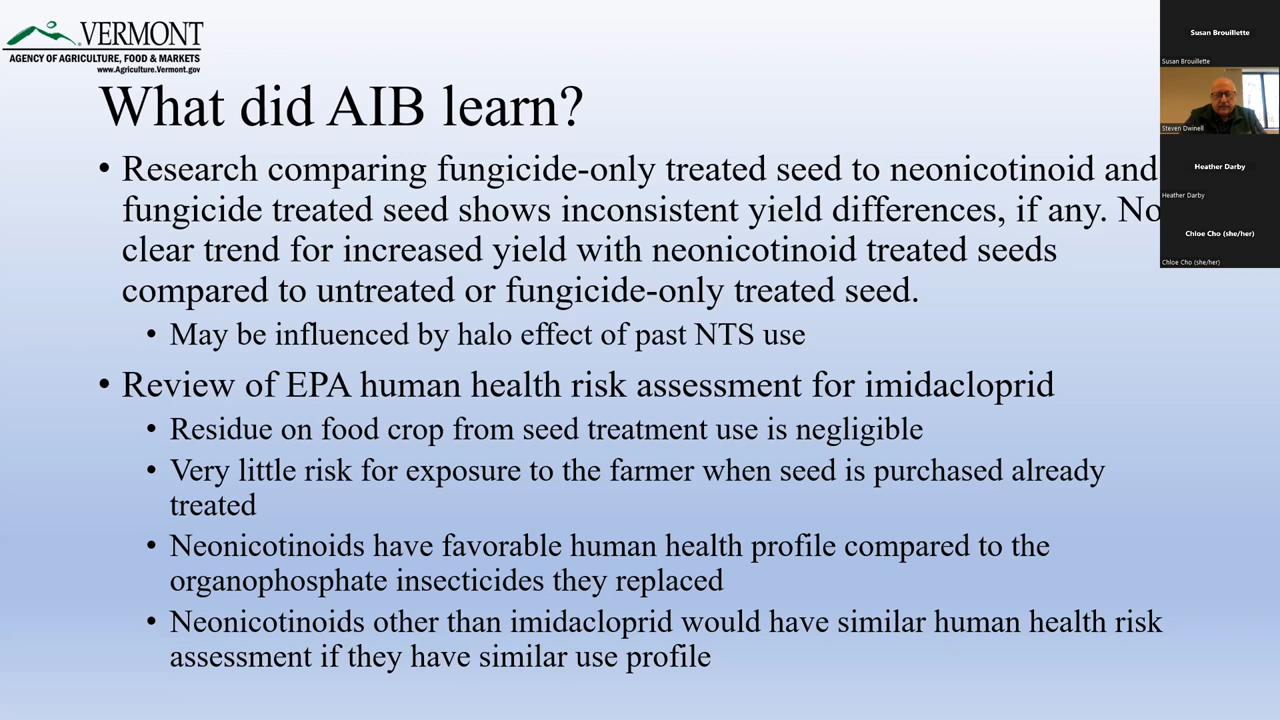 VERMONT
AGENCY OF AGRICULTURE, FOOD & MARKETS
www.Agriculture.Vermont.gov
What did AIB learn?
• Research comparing fungicide-only treated seed to neonicotinoid and
fungicide treated seed shows inconsistent yield differences, if any. No
clear trend for increased yield with neonicotinoid treated seeds
compared to untreated or fungicide-only treated seed.
• May be influenced by halo effect of past NTS use
• Review of EPA human health risk assessment for imidacloprid
• Residue on food crop from seed treatment use is negligible
• Very little risk for exposure to the farmer when seed is purchased already
treated
• Neonicotinoids have favorable human health profile compared to the
organophosphate insecticides they replaced
• Neonicotinoids other than imidacloprid would have similar human health risk
assessment if they have similar use profile
Susan Brouillette
Susan Brouillette
Steven Dwinell
Heather Darby
Heather Darby
Chloe Cho (she/her)
Chloe Cho (she/her)